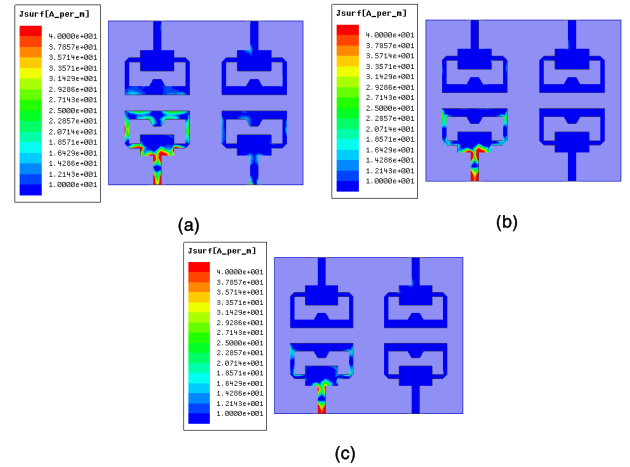 Jsurf[A_per_m]
4.0000e+001
3.7857e+001
3.5714e+001
3.3571e+001
3.1429e+001
2.9286e+001
2.7143e+001
2.5000e+001
2.2857e+001
2.0714e+001
1.8571e+001
1.6429e+001
1.4286e+001
1.2143e+001
1.0000e+001
(a)
Jsurf[A_per_m]
4.0000e+001
3.7857e+001
3.5714e+001
3.3571e+001
3.1429e+001
2.9286e+001
2.7143e+001
2.5000e+001
2.2857e+001
2.0714e+001
1.8571e+001
1.6429e+001
1.4286e+001
1.2143e+001
1.0000e+001
(b)
Jsurf[A_per_m]
4.0000e+001
3.7857e+001
3.5714e+001
3.3571e+001
3.1429e+001
2.9286e+001
2.7143e+001
2.5000e+001
2.2857e+001
2.0714e+001
1.8571e+001
1.6429e+001
1.4286e+001
1.2143e+001
1.0000e+001
(c)